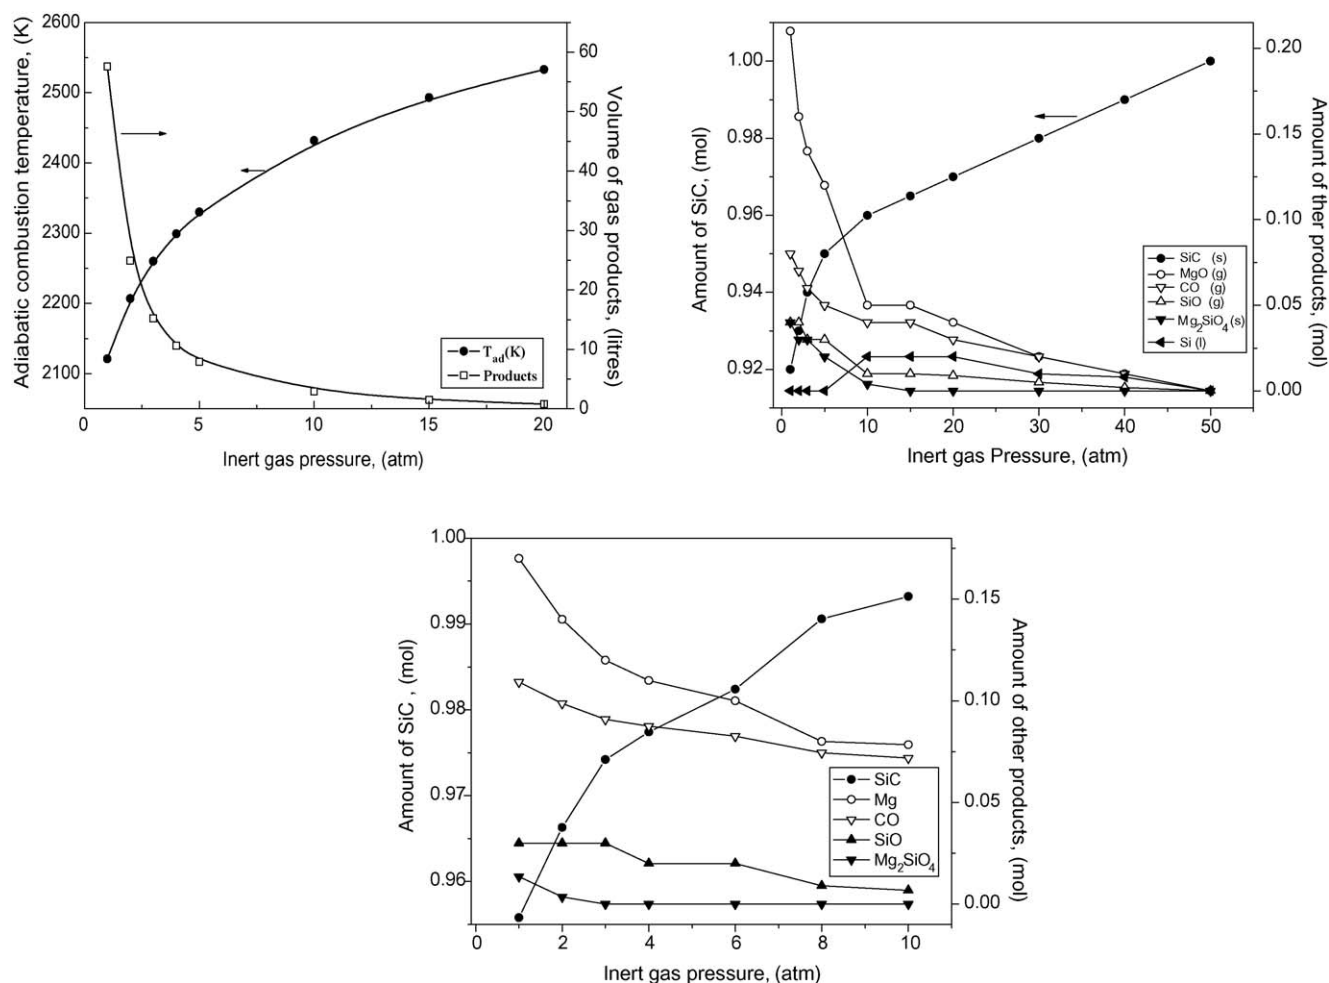 2600
2500
2400
2300
2200
2100
Adiabatic combustion temperature, (K)
60
50
40
30
20
10
0
Volume of gas products, (litres)
T_ad(K)
Products
0
5
10
15
20
Inert gas pressure, (atm)
1.00
0.98
0.96
0.94
0.92
Amount of SiC, (mol)
0.20
0.15
0.10
0.05
0.00
Amount of ther products, (mol)
SiC (s)
MgO (g)
CO (g)
SiO (g)
Mg₂SiO₄(s)
Si (l)
0
10
20
30
40
50
Inert gas Pressure, (atm)
1.00
0.99
0.98
0.97
0.96
Amount of SiC , (mol)
0.15
0.10
0.05
0.00
Amount of other products, (mol)
SiC
Mg
CO
SiO
Mg₂SiO₄
0
2
4
6
8
10
Inert gas pressure, (atm)